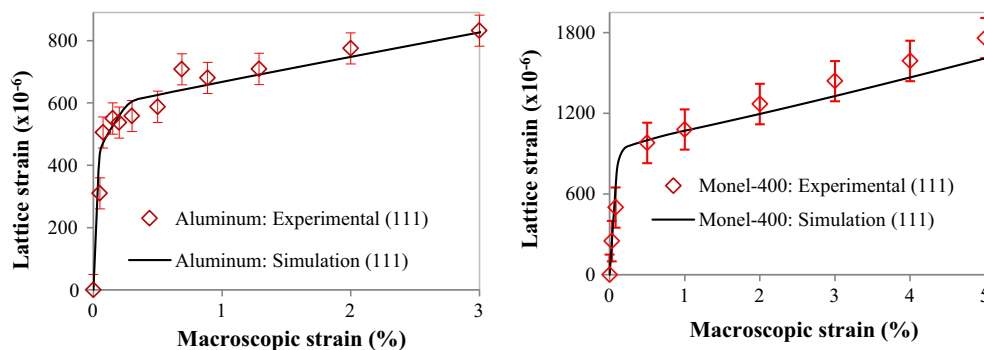 Lattice strain (x10-6)
800
600
400
200
0
Aluminum: Experimental (111)
Aluminum: Simulation (111)
0 1 2 3
Macroscopic strain (%)
Lattice strain (x10-6)
1800
1200
600
0
Monel-400: Experimental (111)
Monel-400: Simulation (111)
0 1 2 3 4 5
Macroscopic strain (%)